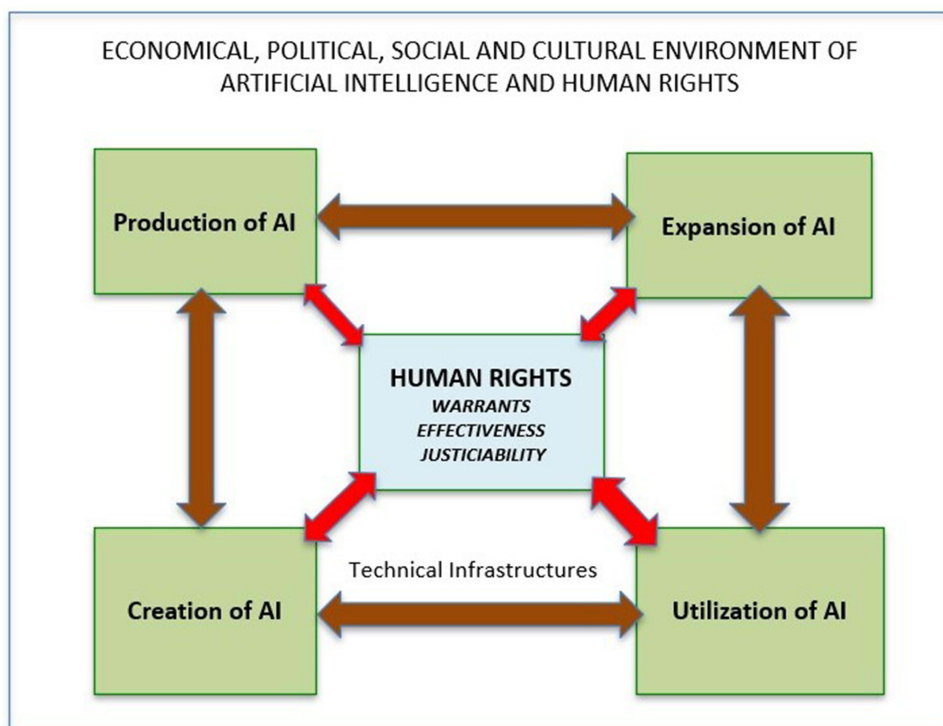 ECONOMICAL, POLITICAL, SOCIAL AND CULTURAL ENVIRONMENT OF
ARTIFICIAL INTELLIGENCE AND HUMAN RIGHTS
Production of AI
Expansion of AI
HUMAN RIGHTS
WARRANTS
EFFECTIVENESS
JUSTICIABILITY
Technical Infrastructures
Creation of AI
Utilization of AI